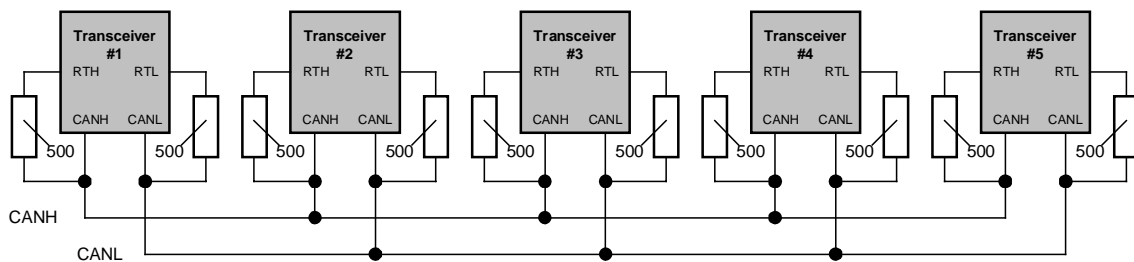 Transceiver Transceiver Transceiver Transceiver Transceiver
#1 #2 #3 #4 #5
RTH RTL RTH RTL RTH RTL RTH RTL RTH RTL
CANH CANL CANH CANL CANH CANL CANH CANL CANH CANL
500 500 500 500 500 500 500 500 500 500
CANH
CANL